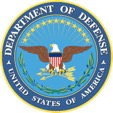 DEPARTMENT OF DEFENSE
UNITED STATES OF AMERICA